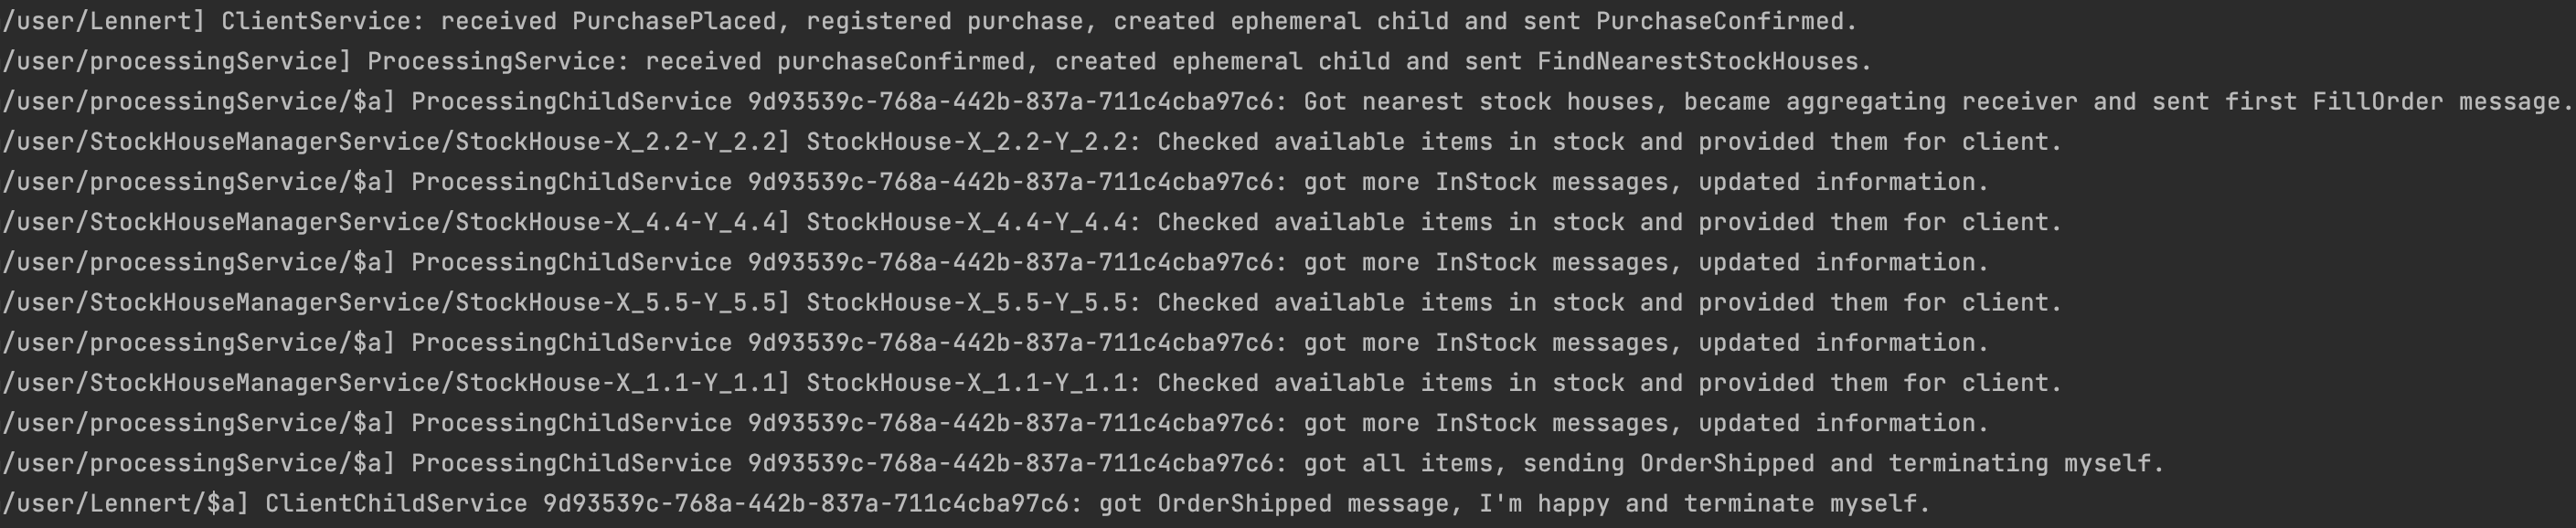 /user/Lennert] ClientService: received PurchasePlaced, registered purchase, created ephemeral child and sent PurchaseConfirmed.
/user/processingService] ProcessingService: received purchaseConfirmed, created ephemeral child and sent FindNearestStockHouses.
/user/processingService/$a] ProcessingChildService 9d93539c-768a-442b-837a-711c4cba97c6: Got nearest stock houses, became aggregating receiver and sent first FillOrder message.
/user/StockHouseManagerService/StockHouse-X_2.2-Y_2.2] StockHouse-X_2.2-Y_2.2: Checked available items in stock and provided them for client.
/user/processingService/$a] ProcessingChildService 9d93539c-768a-442b-837a-711c4cba97c6: got more InStock messages, updated information.
/user/StockHouseManagerService/StockHouse-X_4.4-Y_4.4] StockHouse-X_4.4-Y_4.4: Checked available items in stock and provided them for client.
/user/processingService/$a] ProcessingChildService 9d93539c-768a-442b-837a-711c4cba97c6: got more InStock messages, updated information.
/user/StockHouseManagerService/StockHouse-X_5.5-Y_5.5] StockHouse-X_5.5-Y_5.5: Checked available items in stock and provided them for client.
/user/processingService/$a] ProcessingChildService 9d93539c-768a-442b-837a-711c4cba97c6: got more InStock messages, updated information.
/user/StockHouseManagerService/StockHouse-X_1.1-Y_1.1] StockHouse-X_1.1-Y_1.1: Checked available items in stock and provided them for client.
/user/processingService/$a] ProcessingChildService 9d93539c-768a-442b-837a-711c4cba97c6: got more InStock messages, updated information.
/user/processingService/$a] ProcessingChildService 9d93539c-768a-442b-837a-711c4cba97c6: got all items, sending OrderShipped and terminating myself.
/user/Lennert/$a] ClientChildService 9d93539c-768a-442b-837a-711c4cba97c6: got OrderShipped message, I'm happy and terminate myself.